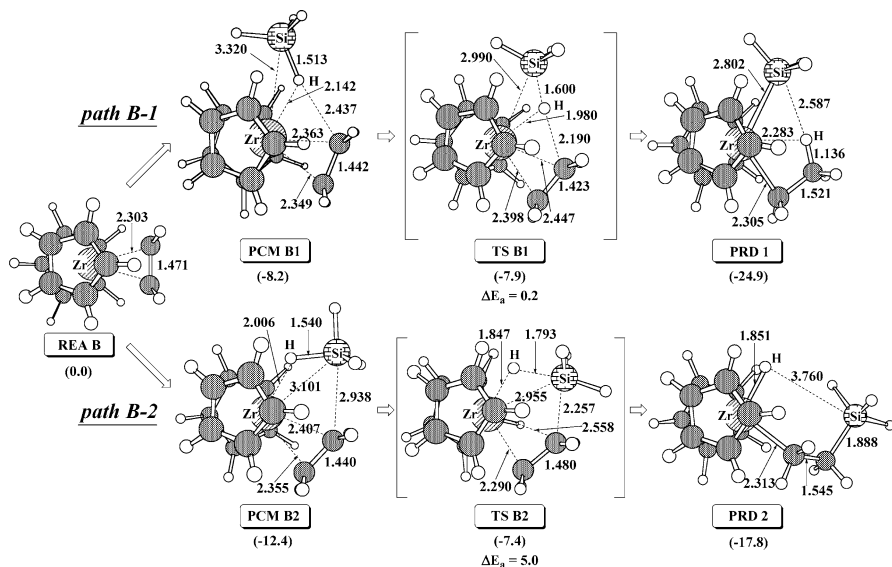 path B-1
Si
3.320
1.513
H
2.142
2.437
2.363
Zr
1.442
2.349
PCM B1
(-8.2)
Si
2.990
1.600
H
1.980
2.190
Zr
1.423
2.398
2.447
TS B1
(-7.9)
ΔEa = 0.2
Si
2.802
2.587
H
2.283
Zr
1.136
1.521
2.305
PRD 1
(-24.9)
2.303
Zr
1.471
REA B
(0.0)
path B-2
2.006
1.540
H
Si
3.101
2.938
Zr
2.407
1.440
2.355
PCM B2
(-12.4)
1.847
1.793
H
Si
2.955
2.257
Zr
2.558
1.480
2.290
TS B2
(-7.4)
ΔEa = 5.0
1.851
H
3.760
Si
Zr
1.888
2.313
1.545
PRD 2
(-17.8)